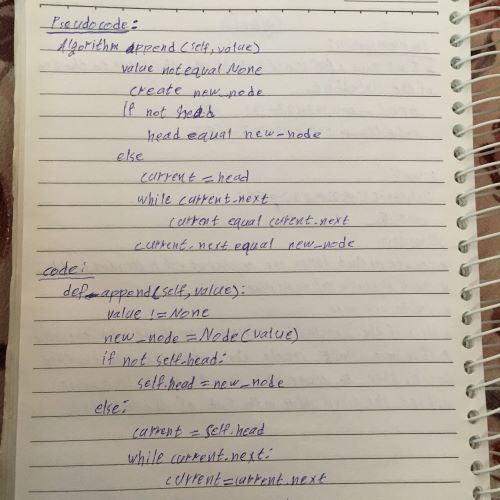 Pseudocode:
Algorithm append(self,value)
value not equal None
create new_node
If not head
head equal new_node
else
current = head
while current.next
current equal curent.next
current.next equal new_node
code:
def append(self,value):
value != None
new_node = Node(value)
if not self.head:
self.head = new_node
else:
current = self.head
while current.next:
current = current.next